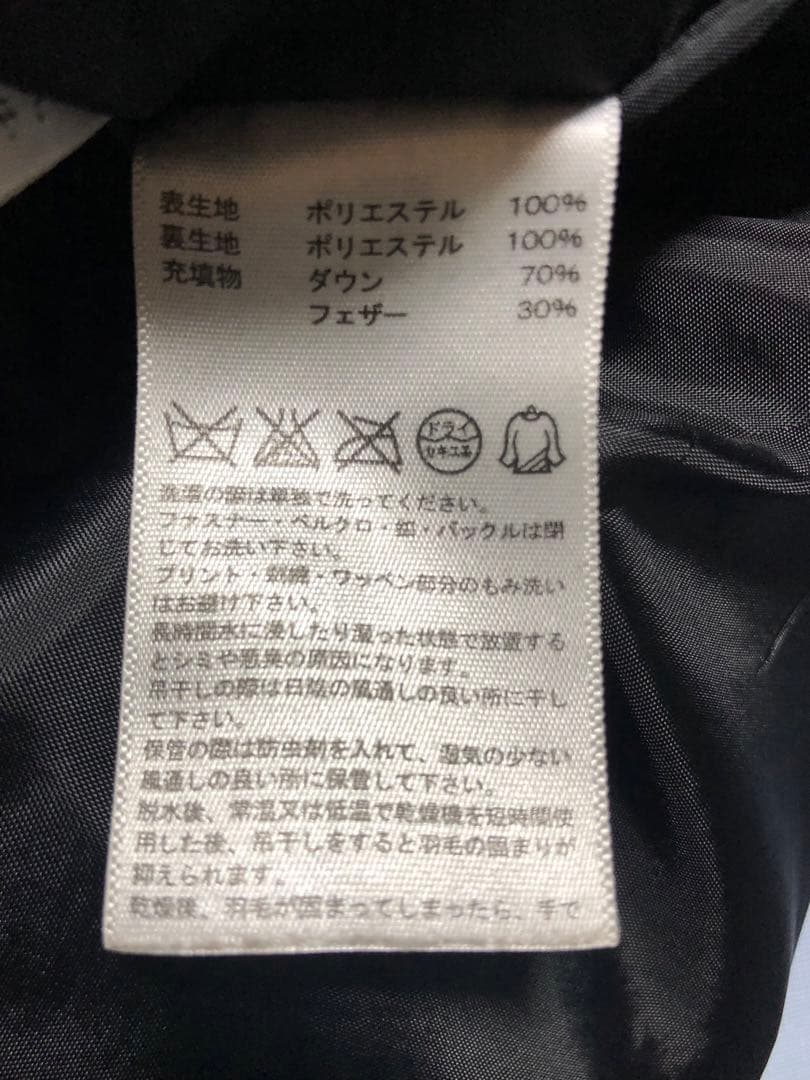 表生地 ポリエステル 100%
裏生地 ポリエステル 100%
充填物 ダウン 70%
フェザー 30%
ドライ
セキユ系
洗濯の際は単独で洗ってください。
ファスナー・ベルクロ・釦・バックルは閉
じてお洗い下さい。
プリント・刺繍・ワッペン部分のもみ洗い
はお避け下さい。
長時間水に浸したり湿った状態で放置する
とシミや悪臭の原因になります。
吊干しの際は日陰の風通しの良い所に干し
て下さい。
保管の際は防虫剤を入れて、湿気の少ない
風通しの良い所に保管して下さい。
脱水後、常温又は低温で乾燥機を短時間使
用した後、吊干しをすると羽毛の固まりが
抑えられます。
乾燥後、羽毛が固まってしまったら、手で